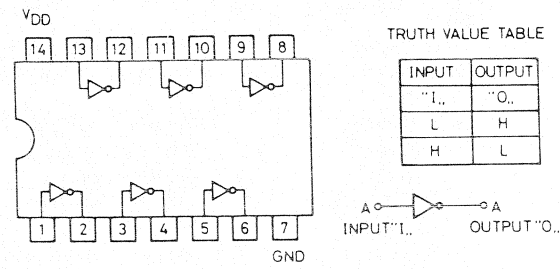 VDD
14 13 12 11 10 9 8
1 2 3 4 5 6 7
GND
TRUTH VALUE TABLE
INPUT OUTPUT
"I„ "O„
L H
H L
A A
INPUT"I„ OUTPUT"O„